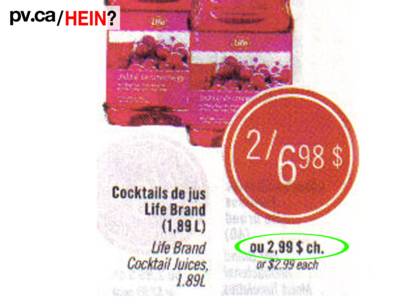 pv.ca/HEIN?
Life
2/6 98 $
Cocktails de jus
Life Brand
(1,89 L)
Life Brand
Cocktail Juices,
1.89L
ou 2,99 $ ch.
or $2.99 each